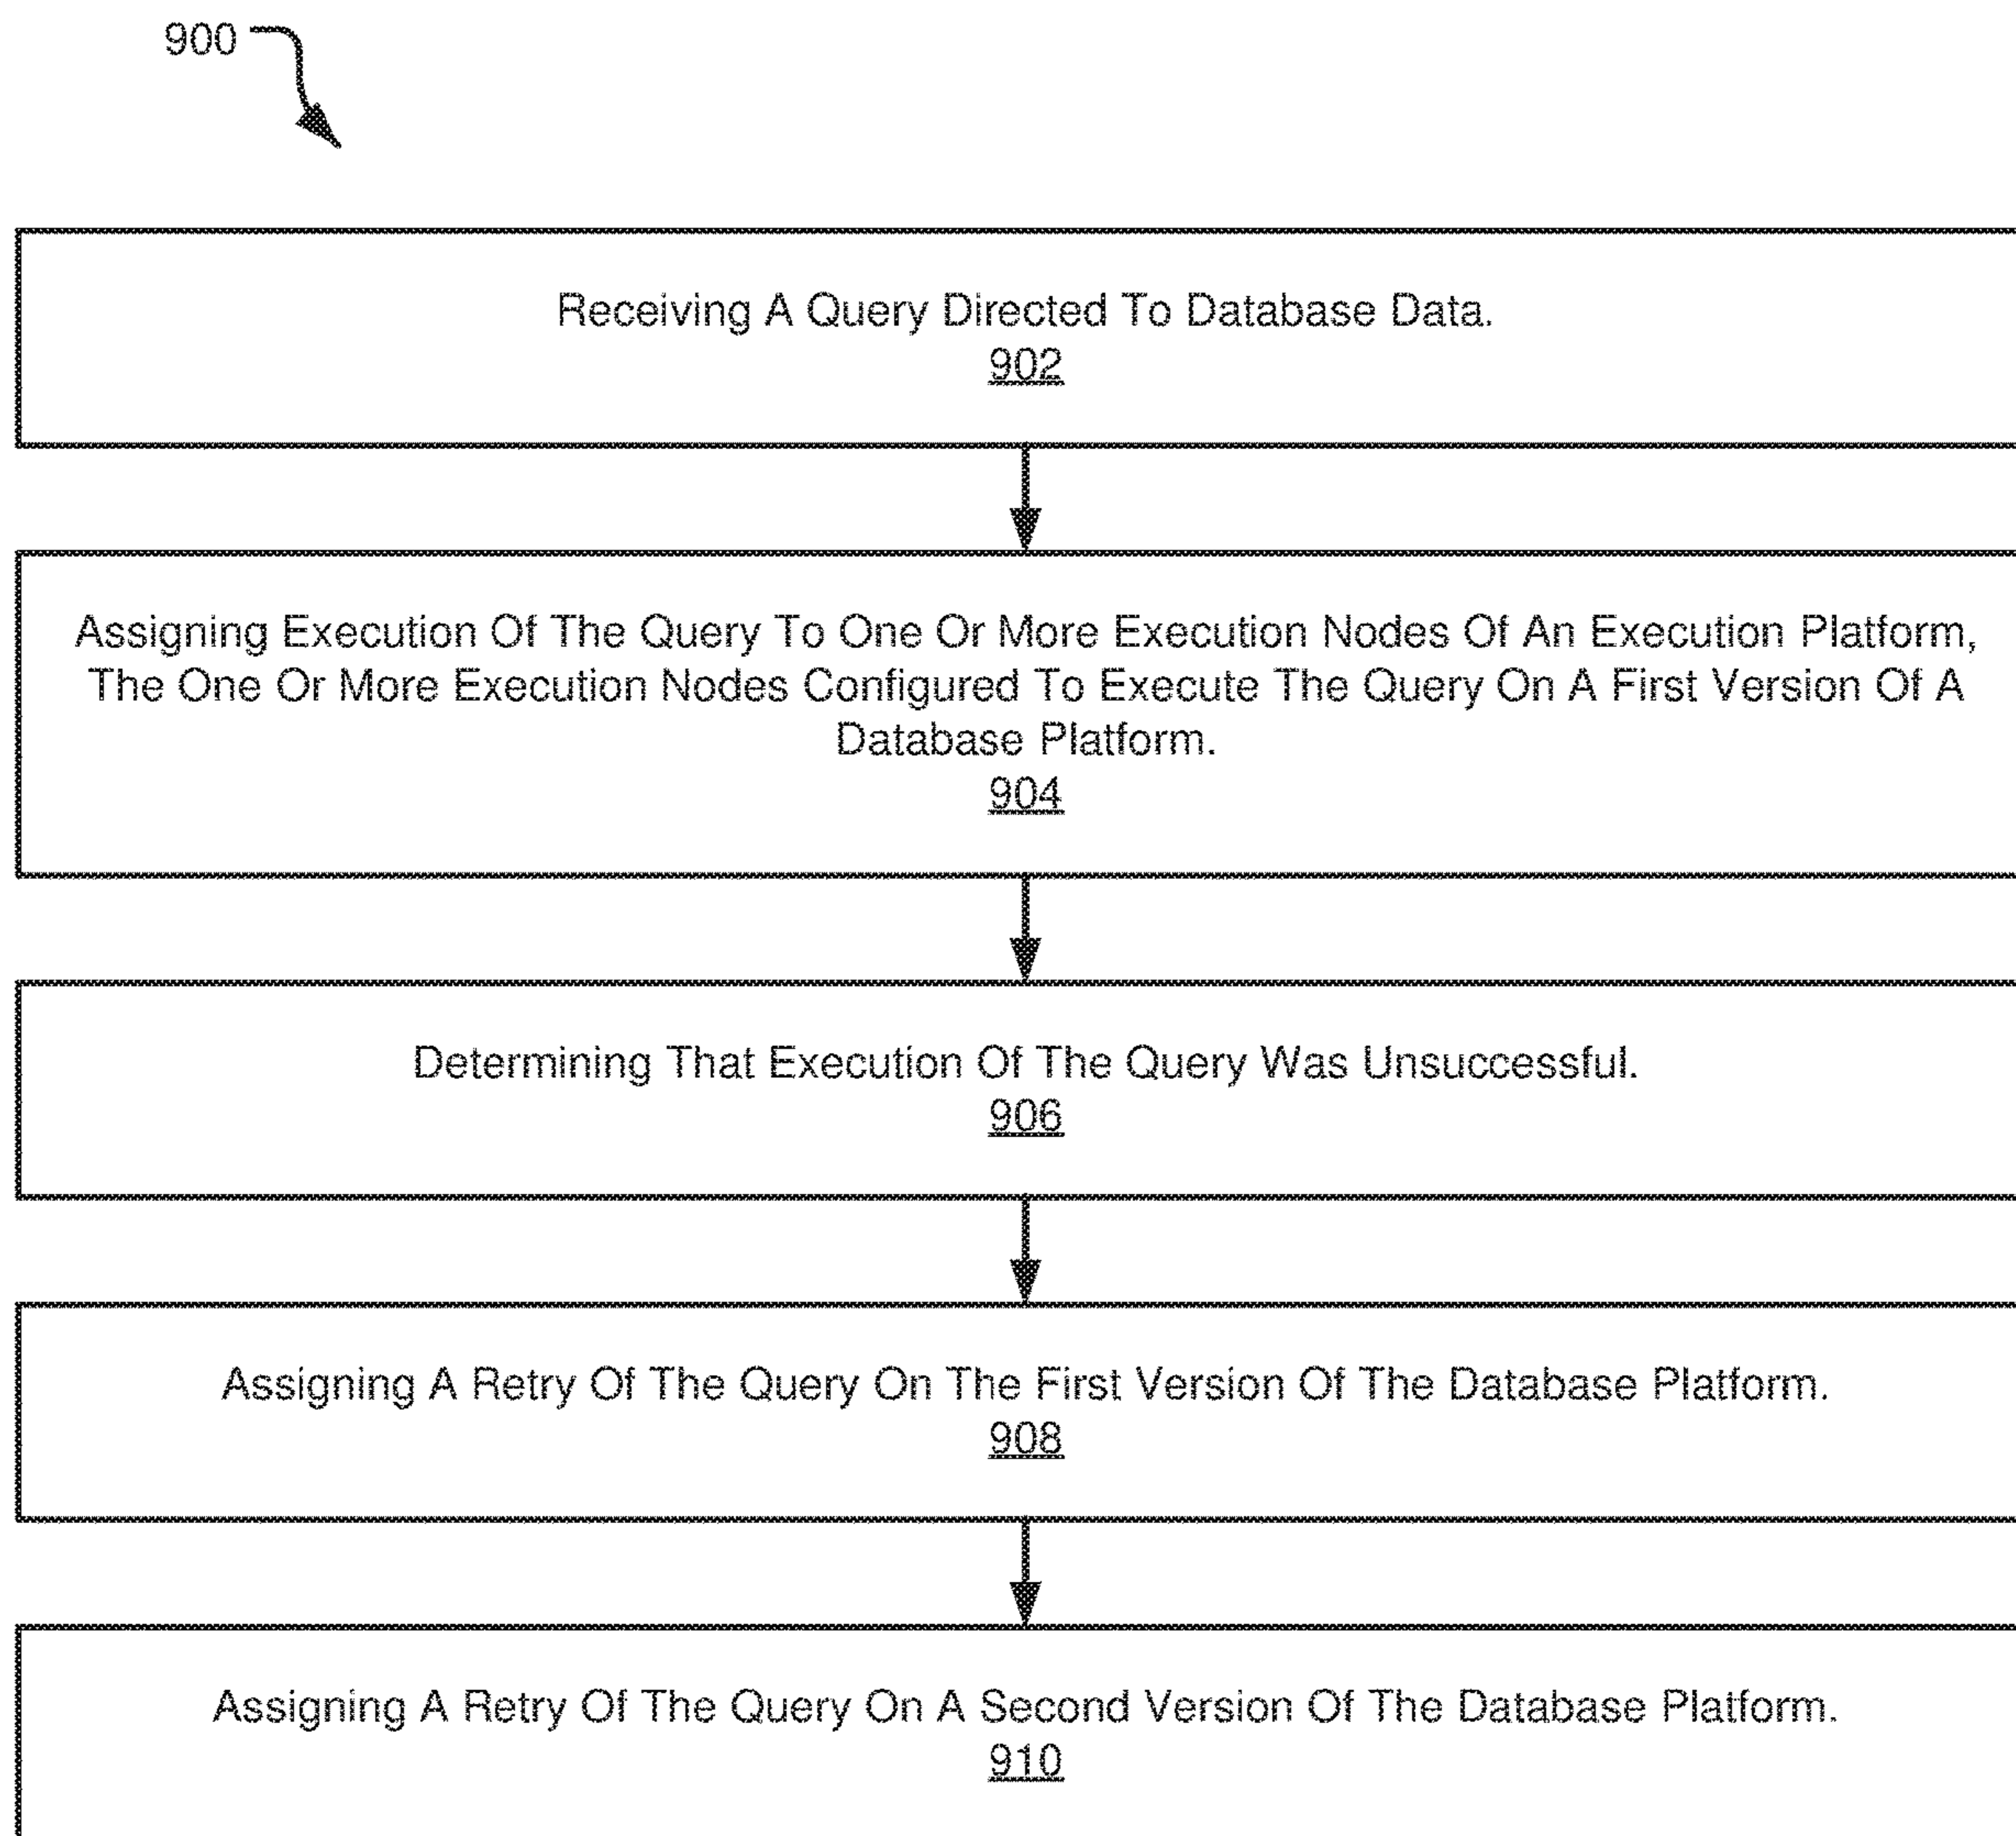 900
Receiving A Query Directed To Database Data.
902
Assigning Execution Of The Query To One Or More Execution Nodes Of An Execution Platform,
The One Or More Execution Nodes Configured To Execute The Query On A First Version Of A
Database Platform.
904
Determining That Execution Of The Query Was Unsuccessful.
906
Assigning A Retry Of The Query On The First Version Of The Database Platform.
908
Assigning A Retry Of The Query On A Second Version Of The Database Platform.
910